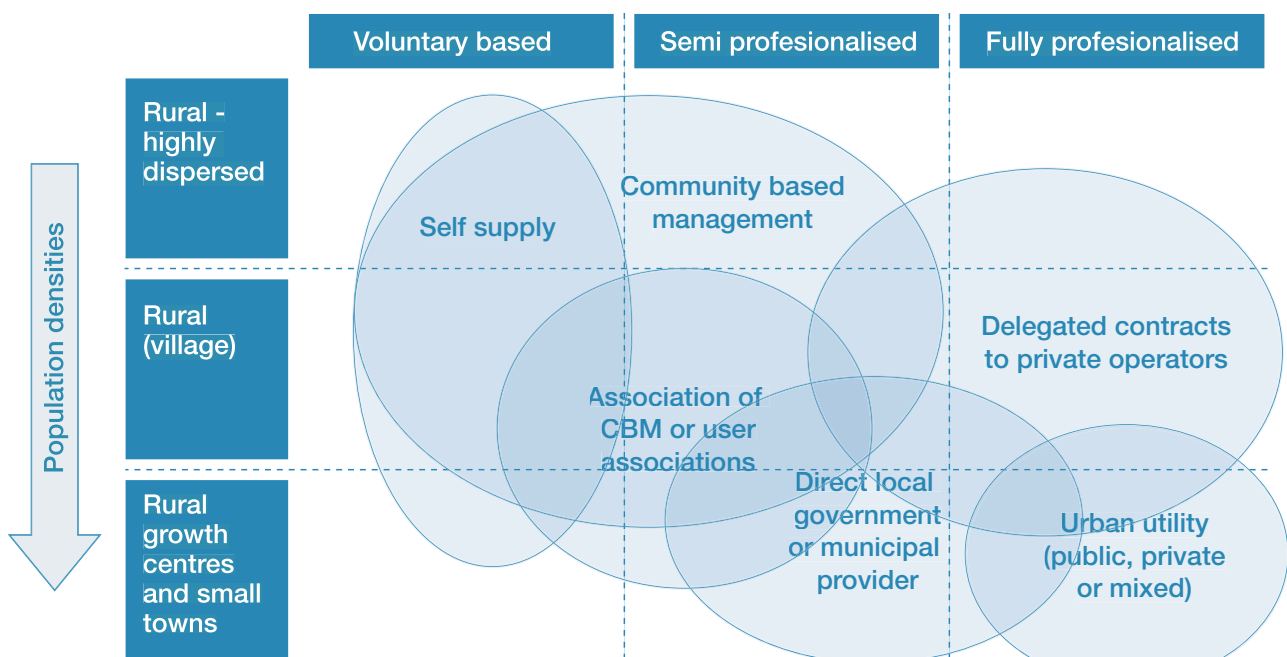 Voluntary based
Semi profesionalised
Fully profesionalised
Population densities
Rural -
highly
dispersed
Self supply
Community based
management
Rural
(village)
Delegated contracts
to private operators
Association of
CBM or user
associations
Rural
growth
centres
and small
towns
Direct local
government
or municipal
provider
Urban utility
(public, private
or mixed)